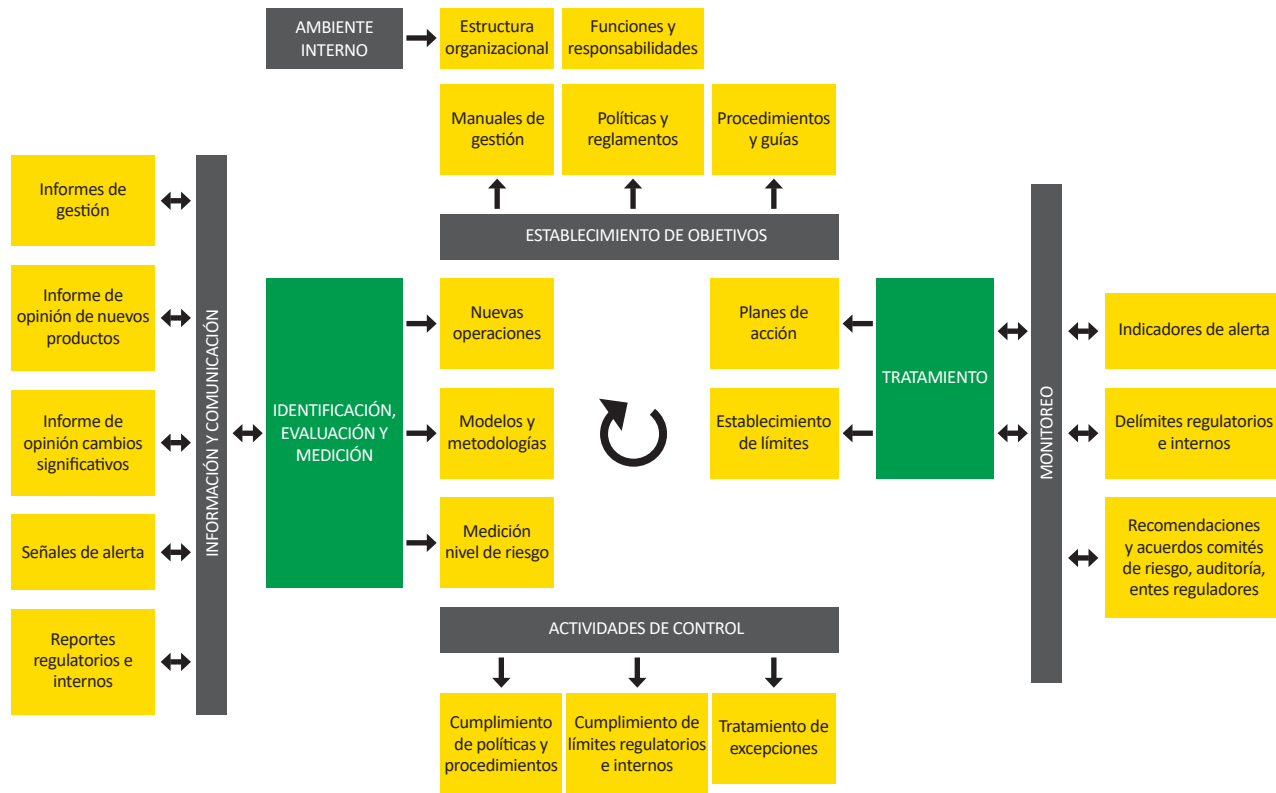 AMBIENTE
INTERNO
Estructura
organizacional
Funciones y
responsabilidades
Manuales de
gestión
Políticas y
reglamentos
Procedimientos
y guías
ESTABLECIMIENTO DE OBJETIVOS
Informes de
gestión
Informe de
opinión de nuevos
productos
Informe de
opinión cambios
significativos
Señales de alerta
Reportes
regulatorios e
internos
INFORMACIÓN Y COMUNICACIÓN
IDENTIFICACIÓN,
EVALUACIÓN Y
MEDICIÓN
Nuevas
operaciones
Modelos y
metodologías
Medición
nivel de riesgo
Planes de
acción
Establecimiento
de límites
TRATAMIENTO
MONITOREO
Indicadores de alerta
Delímites regulatorios
e internos
Recomendaciones
y acuerdos comités
de riesgo, auditoría,
entes reguladores
ACTIVIDADES DE CONTROL
Cumplimiento
de políticas y
procedimientos
Cumplimiento de
límites regulatorios
e internos
Tratamiento de
excepciones